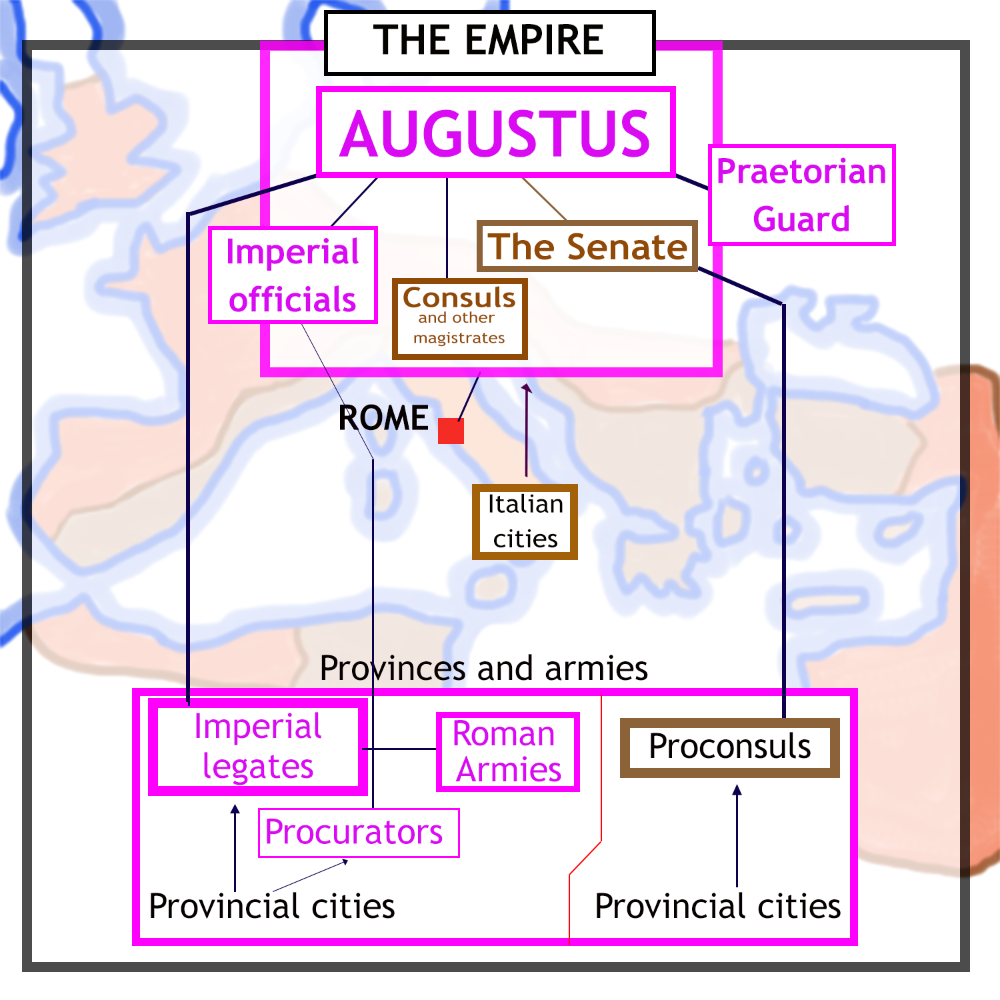 THE EMPIRE
AUGUSTUS
Praetorian
Guard
Imperial
officials
The Senate
Consuls
and other
magistrates
ROME
Italian
cities
Provinces and armies
Imperial
legates
Roman
Armies
Proconsuls
Procurators
Provincial cities
Provincial cities